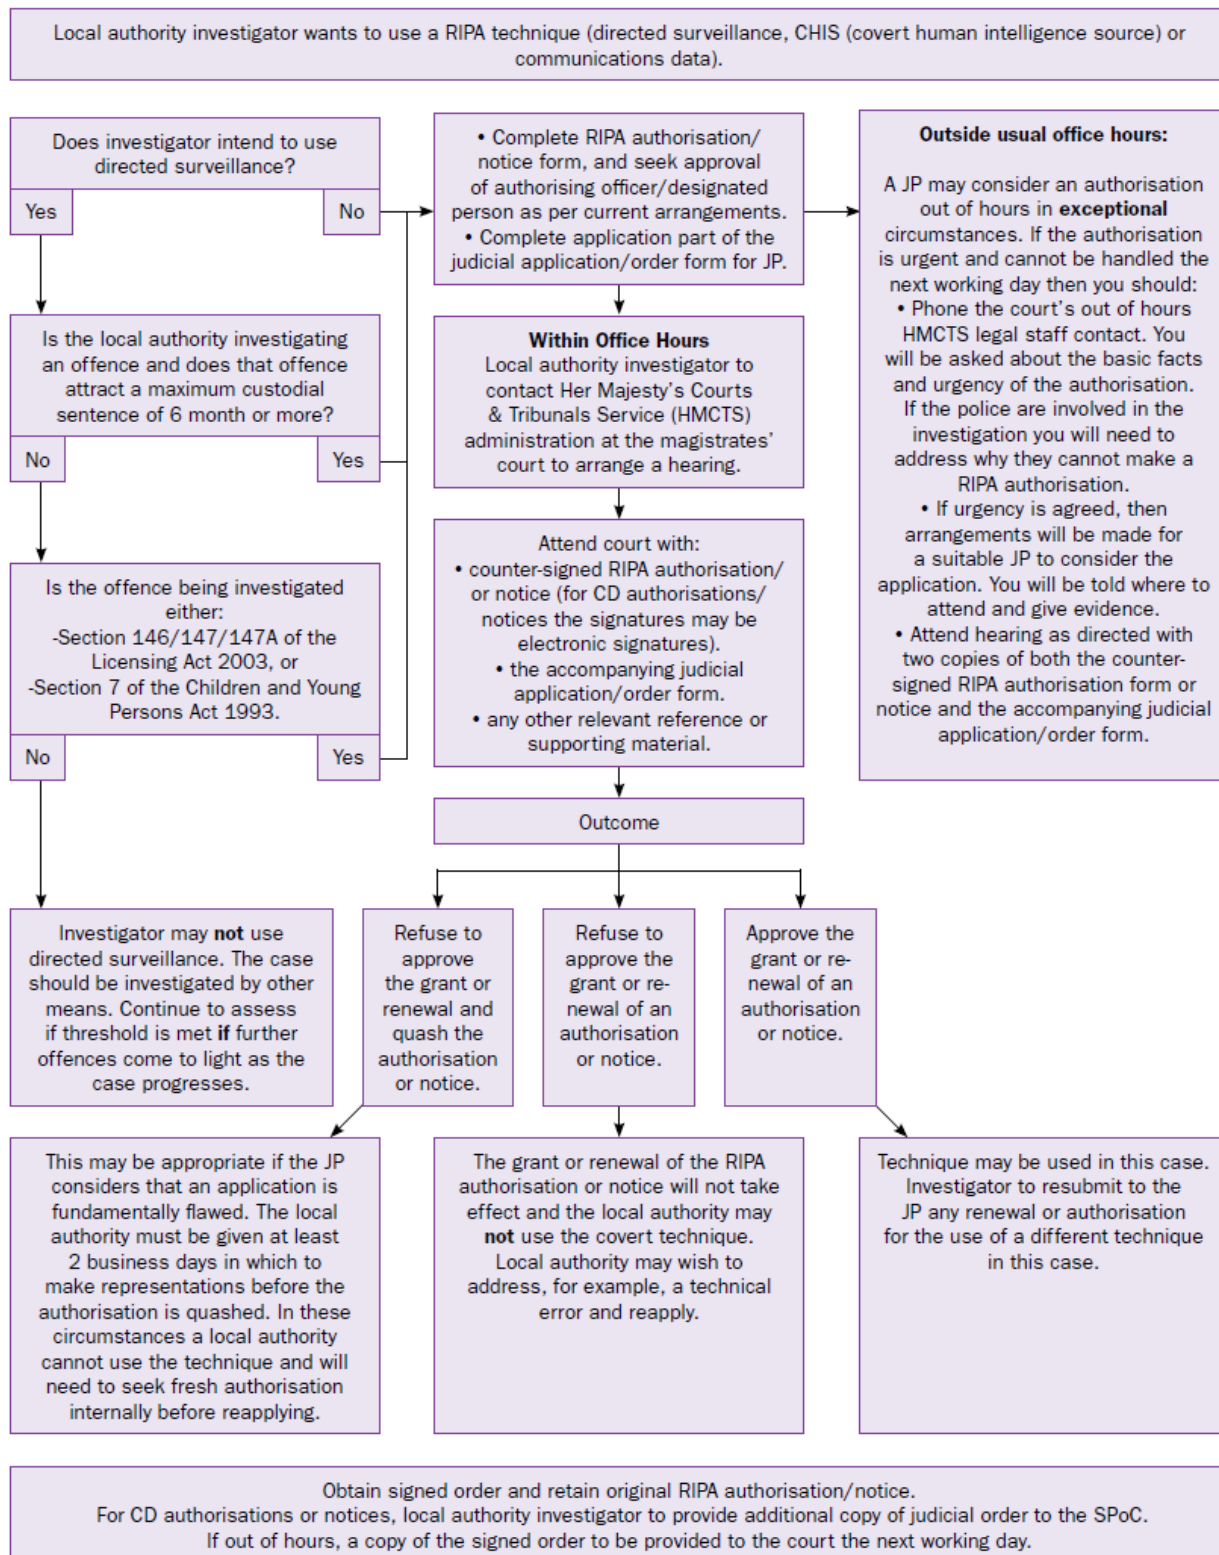 Local authority investigator wants to use a RIPA technique (directed surveillance, CHIS (covert human intelligence source) or
communications data).
Does investigator intend to use
directed surveillance?
Yes
No
Is the local authority investigating
an offence and does that offence
attract a maximum custodial
sentence of 6 month or more?
No
Yes
Is the offence being investigated
either:
-Section 146/147/147A of the
Licensing Act 2003, or
-Section 7 of the Children and Young
Persons Act 1993.
No
Yes
Investigator may not use
directed surveillance. The case
should be investigated by other
means. Continue to assess
if threshold is met if further
offences come to light as the
case progresses.
• Complete RIPA authorisation/
notice form, and seek approval
of authorising officer/designated
person as per current arrangements.
• Complete application part of the
judicial application/order form for JP.
Within Office Hours
Local authority investigator to
contact Her Majesty's Courts
& Tribunals Service (HMCTS)
administration at the magistrates'
court to arrange a hearing.
Attend court with:
• counter-signed RIPA authorisation/
or notice (for CD authorisations/
notices the signatures may be
electronic signatures).
• the accompanying judicial
application/order form.
• any other relevant reference or
supporting material.
Outside usual office hours:
A JP may consider an authorisation
out of hours in exceptional
circumstances. If the authorisation
is urgent and cannot be handled the
next working day then you should:
• Phone the court's out of hours
HMCTS legal staff contact. You
will be asked about the basic facts
and urgency of the authorisation.
If the police are involved in the
investigation you will need to
address why they cannot make a
RIPA authorisation.
• If urgency is agreed, then
arrangements will be made for
a suitable JP to consider the
application. You will be told where to
attend and give evidence.
• Attend hearing as directed with
two copies of both the counter-
signed RIPA authorisation form or
notice and the accompanying judicial
application/order form.
Outcome
Refuse to
approve
the grant or
renewal and
quash the
authorisation
or notice.
Refuse to
approve the
grant or re-
newal of an
authorisation
or notice.
Approve the
grant or re-
newal of an
authorisation
or notice.
This may be appropriate if the JP
considers that an application is
fundamentally flawed. The local
authority must be given at least
2 business days in which to
make representations before the
authorisation is quashed. In these
circumstances a local authority
cannot use the technique and will
need to seek fresh authorisation
internally before reapplying.
The grant or renewal of the RIPA
authorisation or notice will not take
effect and the local authority may
not use the covert technique.
Local authority may wish to
address, for example, a technical
error and reapply.
Technique may be used in this case.
Investigator to resubmit to the
JP any renewal or authorisation
for the use of a different technique
in this case.
Obtain signed order and retain original RIPA authorisation/notice.
For CD authorisations or notices, local authority investigator to provide additional copy of judicial order to the SPoC.
If out of hours, a copy of the signed order to be provided to the court the next working day.